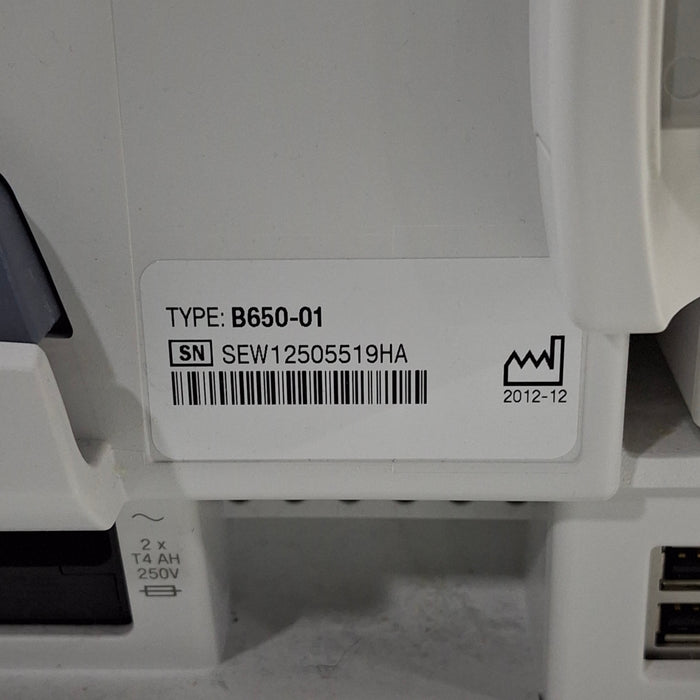 TYPE: B650-01
SN SEW12505519HA
2012-12
2 x
T4 AH
250V